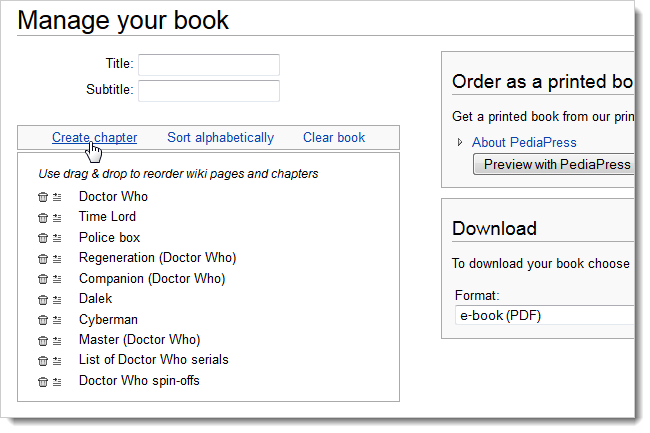 Manage your book
Title:
Subtitle:
Create chapter Sort alphabetically Clear book
Use drag & drop to reorder wiki pages and chapters
Doctor Who
Time Lord
Police box
Regeneration (Doctor Who)
Companion (Doctor Who)
Dalek
Cyberman
Master (Doctor Who)
List of Doctor Who serials
Doctor Who spin-offs
Order as a printed bo
Get a printed book from our prin
About PediaPress
Preview with PediaPress
Download
To download your book choose
Format:
e-book (PDF)